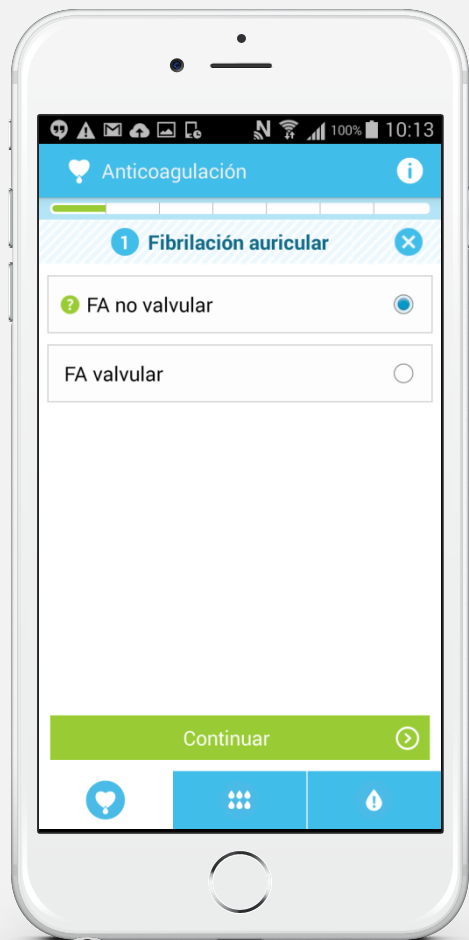 100% 10:13
Anticoagulación
i
1 Fibrilación auricular
? FA no valvular
FA valvular
Continuar